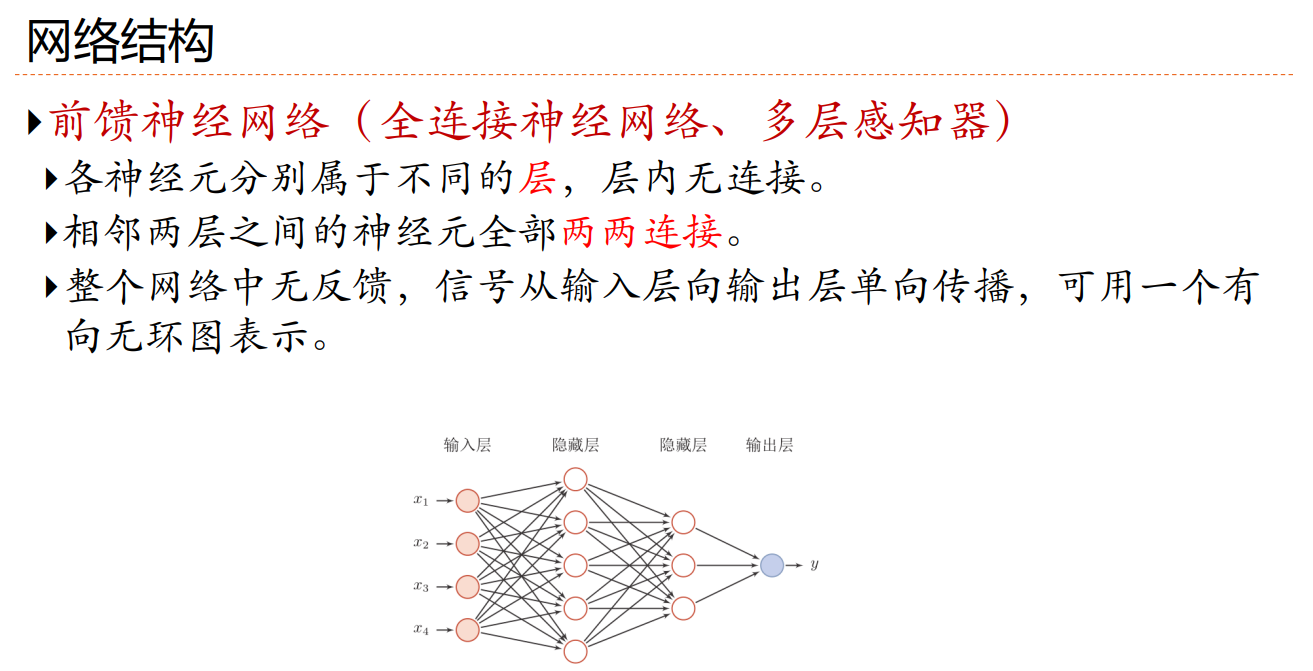 网络结构
前馈神经网络（全连接神经网络、多层感知器）
各神经元分别属于不同的层，层内无连接。
相邻两层之间的神经元全部两两连接。
整个网络中无反馈，信号从输入层向输出层单向传播，可用一个有
向无环图表示。
输入层 隐藏层 隐藏层 输出层
x₁
x₂
x₃
x₄
y